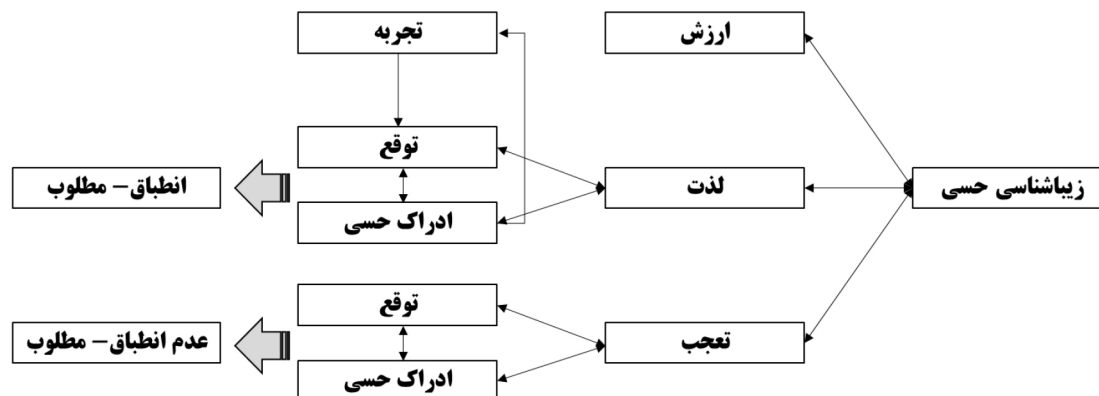 تجربه
ارزش
توقع
انطباق- مطلوب
لذت
زیباشناسی حسی
ادراک حسی
توقع
عدم انطباق- مطلوب
تعجب
ادراک حسی